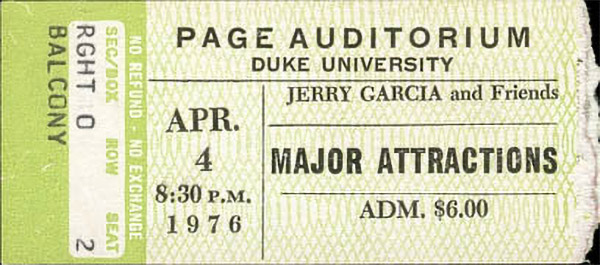 PAGE AUDITORIUM
DUKE UNIVERSITY
JERRY GARCIA and Friends
APR.
4
8:30 P.M.
1976
MAJOR ATTRACTIONS
ADM. $6.00
NO REFUND - NO EXCHANGE
SEC/BOX ROW SEAT
RGHT O 2
BALCONY